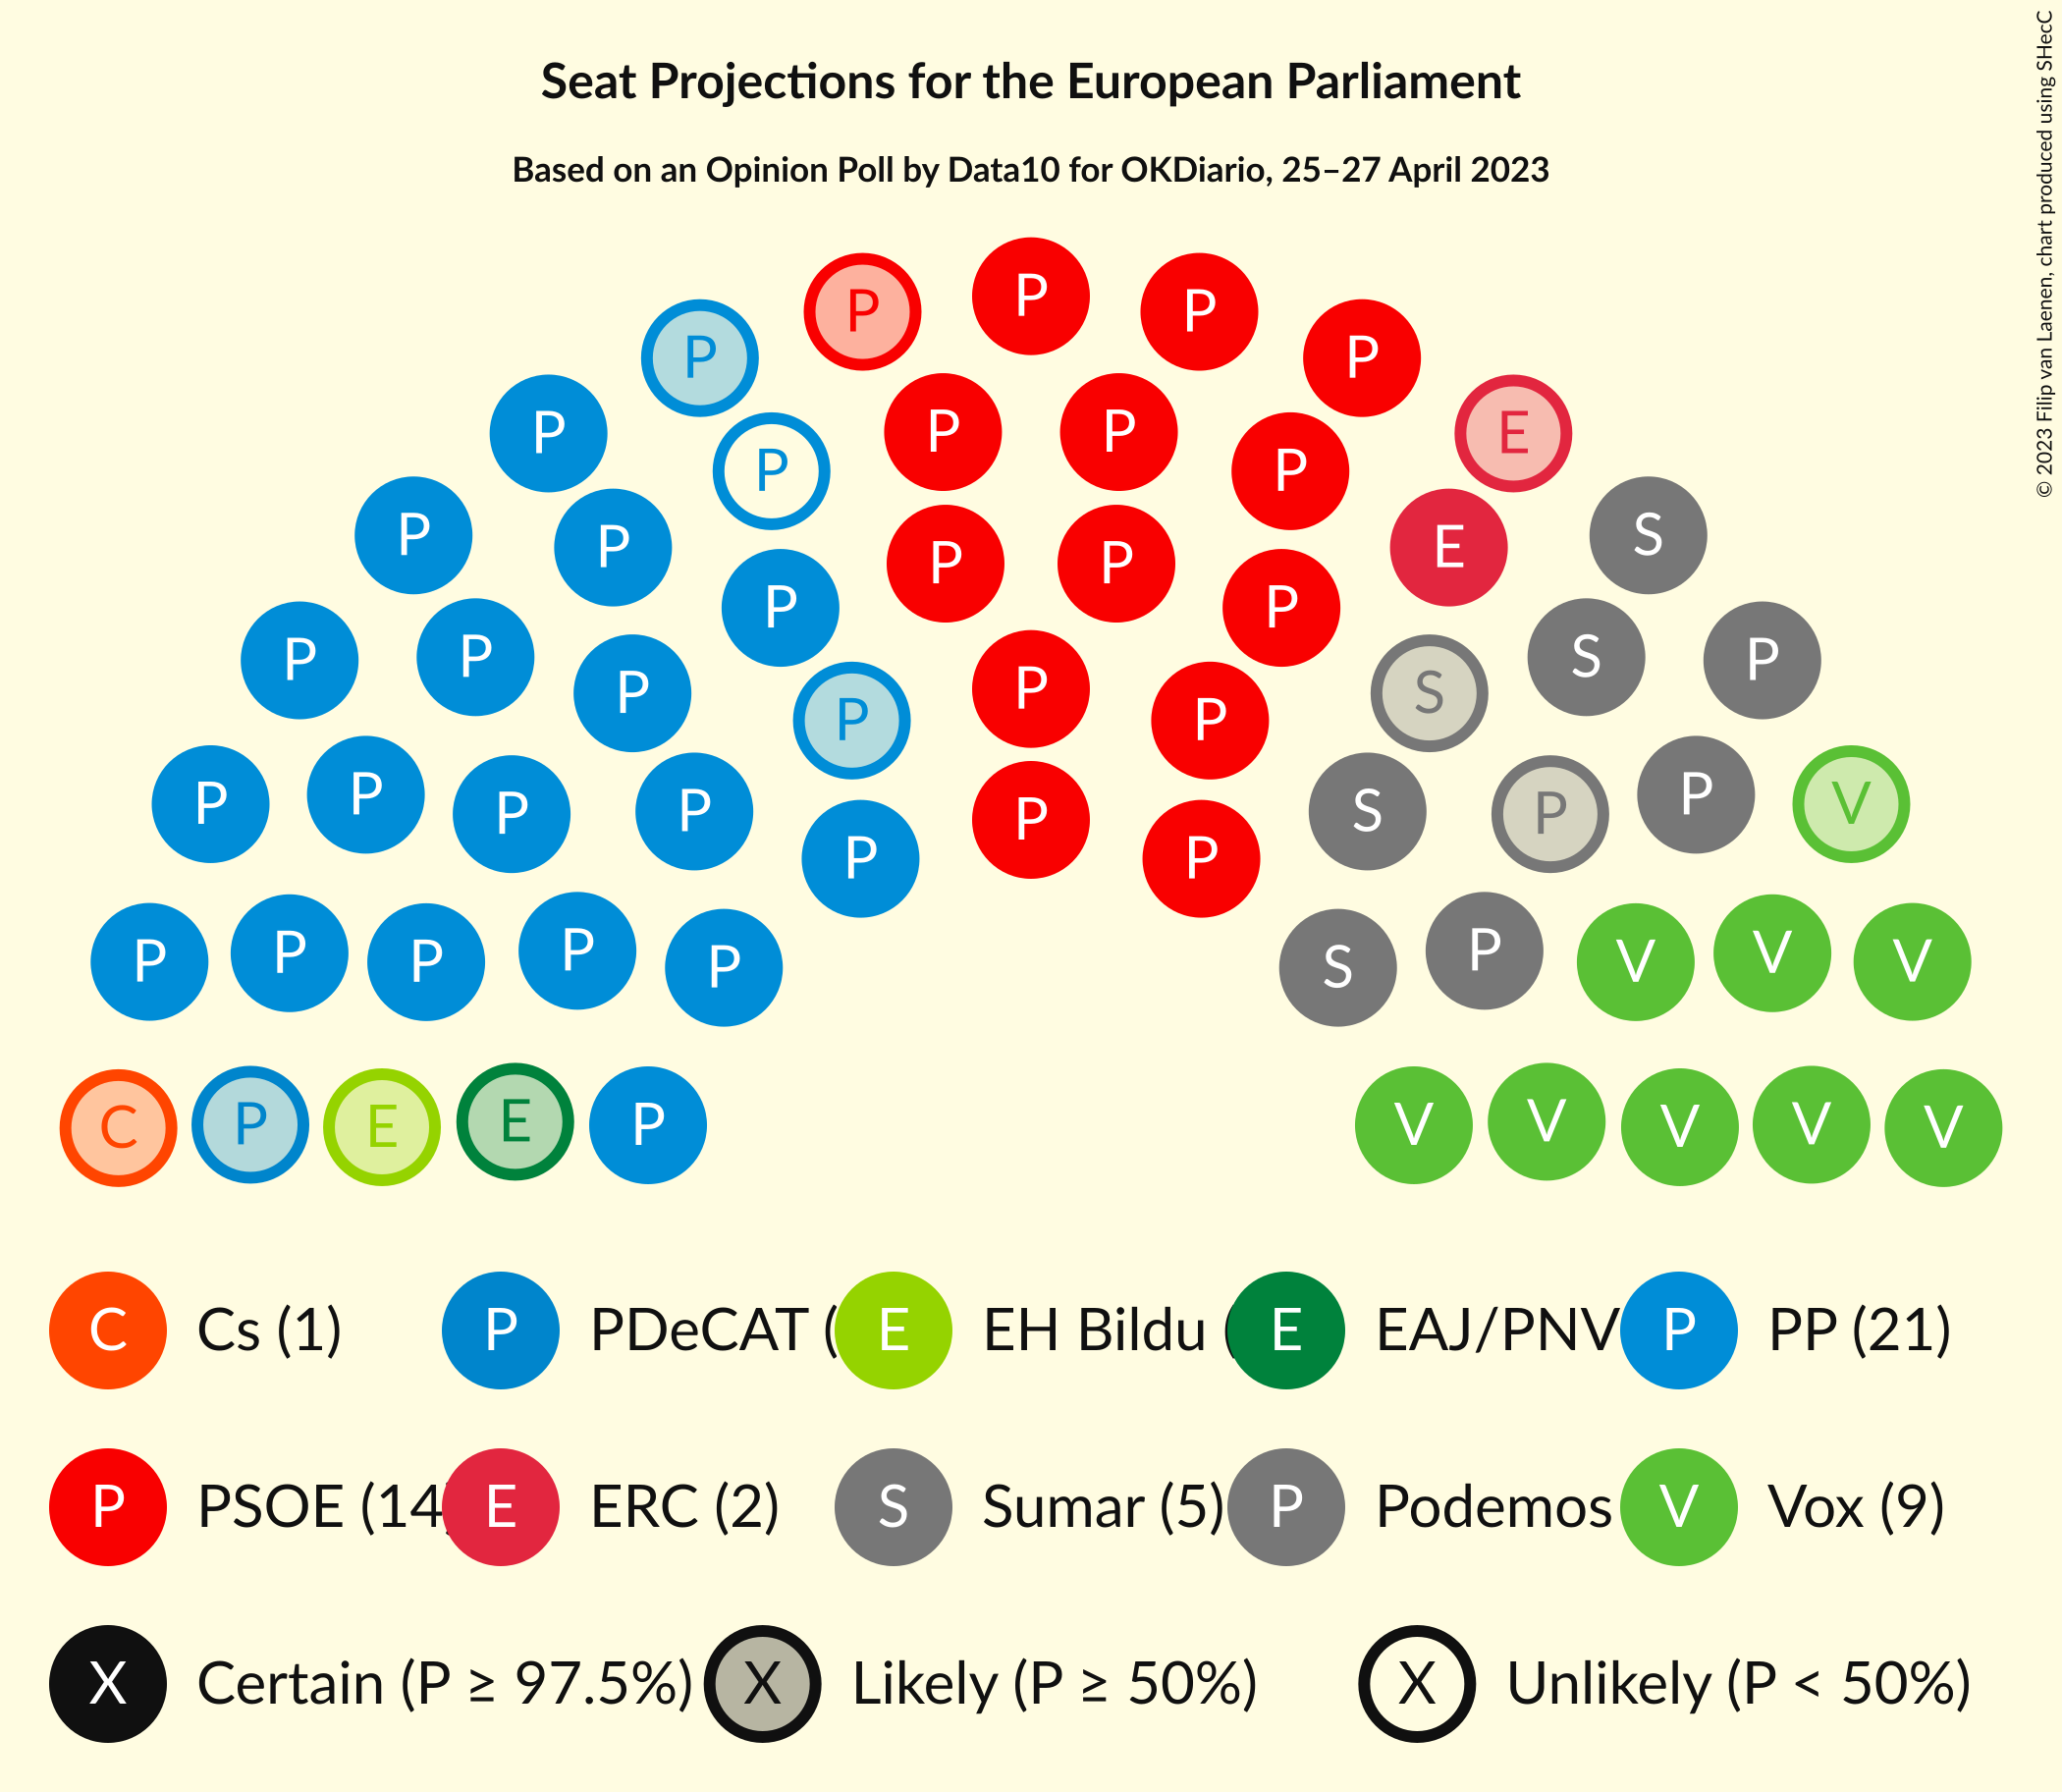 Seat Projections for the European Parliament
Based on an Opinion Poll by Data10 for OKDiario, 25–27 April 2023
© 2023 Filip van Laenen, chart produced using SHecC
P P P
P P
P P P E
P P
P P P P E S
P P
P P P P S S P
P P
P P P P P S P P V
P P
P P P P P S P V V V
C P E E P V V V V V
C Cs (1) P PDeCAT ( E EH Bildu ( E EAJ/PNV P PP (21)
P PSOE (14 E ERC (2) S Sumar (5) P Podemos V Vox (9)
X Certain (P ≥ 97.5%) X Likely (P ≥ 50%) X Unlikely (P < 50%)